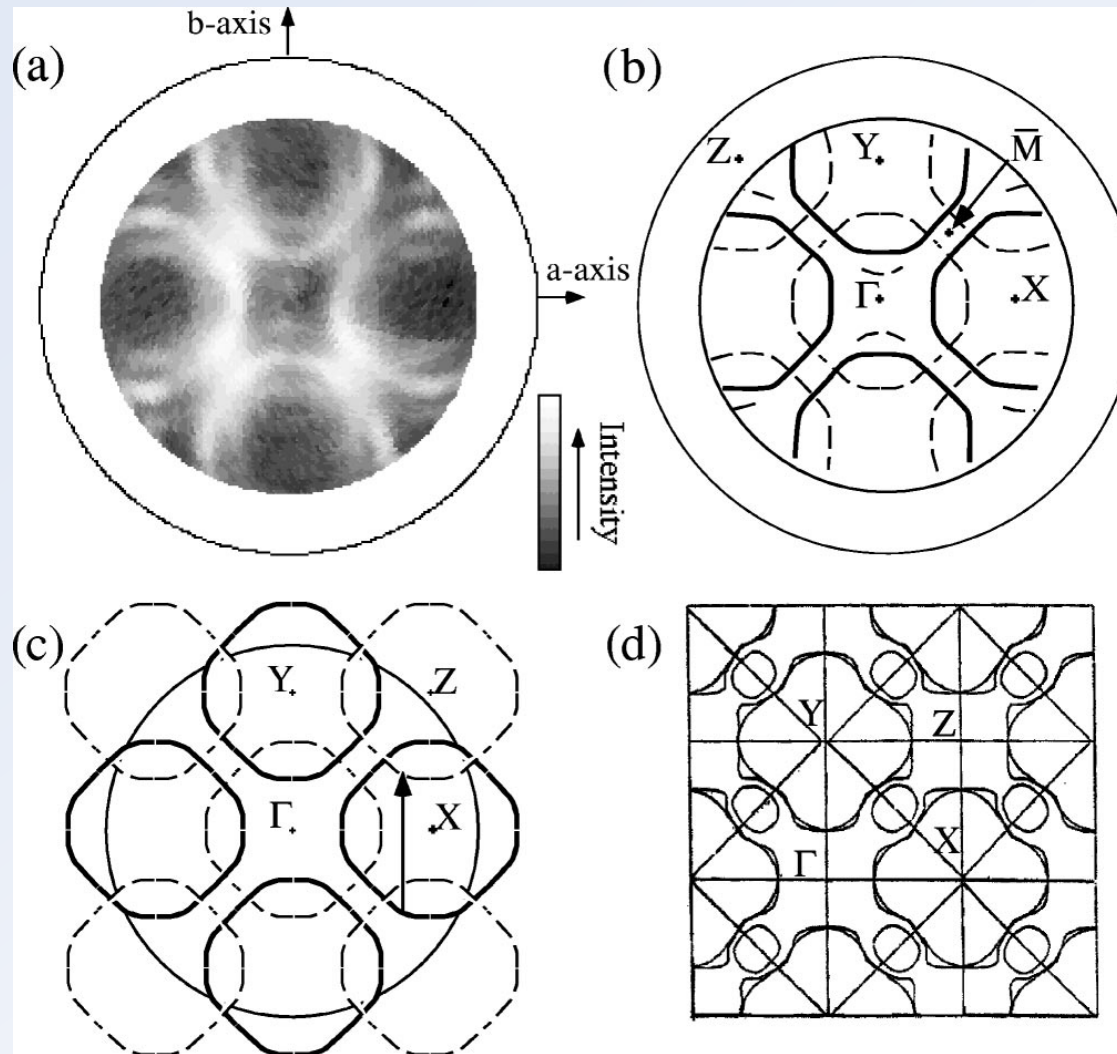 b-axis
(a)
a-axis
Intensity
(b)
Z
Y
M̅
Γ
X
(c)
Y
Z
Γ
X
(d)
Y
Z
X
Γ